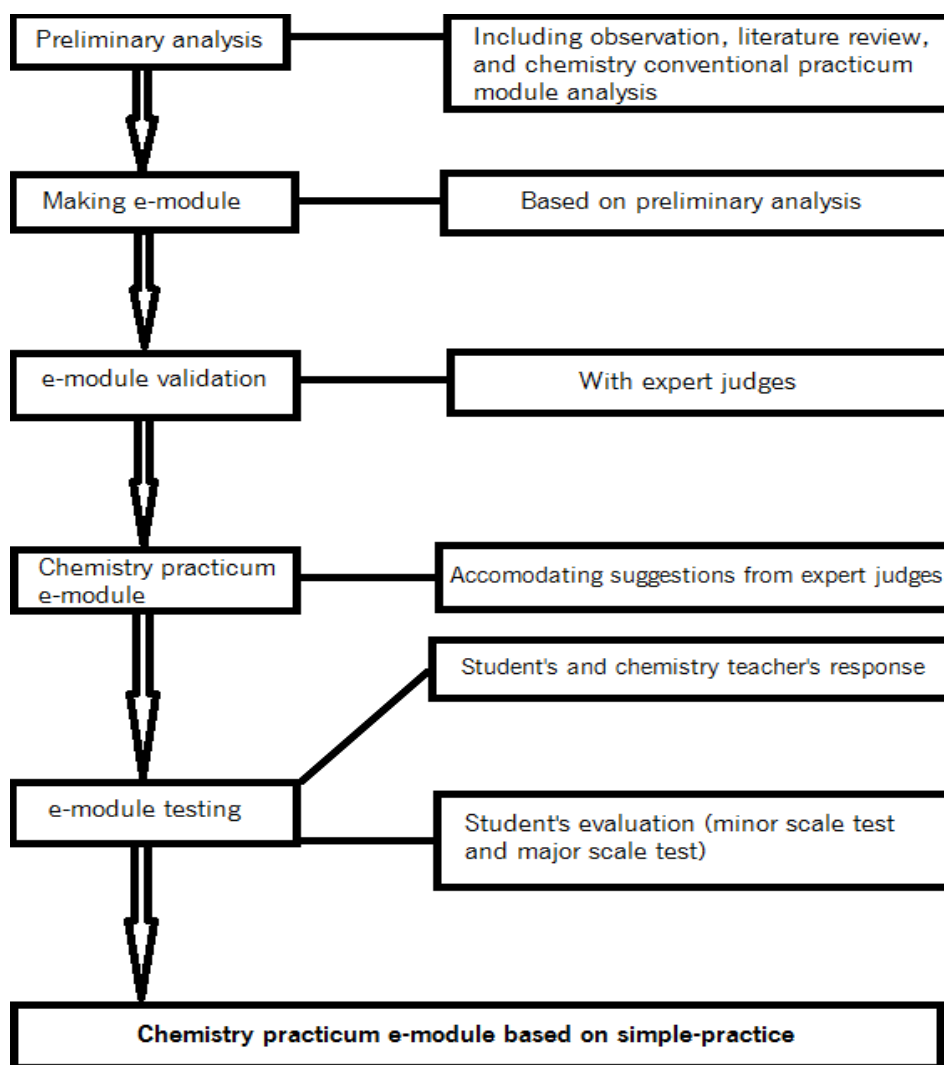 Preliminary analysis
Including observation, literature review,
and chemistry conventional practicum
module analysis
Making e-module
Based on preliminary analysis
e-module validation
With expert judges
Chemistry practicum
e-module
Accomodating suggestions from expert judges
Student's and chemistry teacher's response
e-module testing
Student's evaluation (minor scale test
and major scale test)
Chemistry practicum e-module based on simple-practice